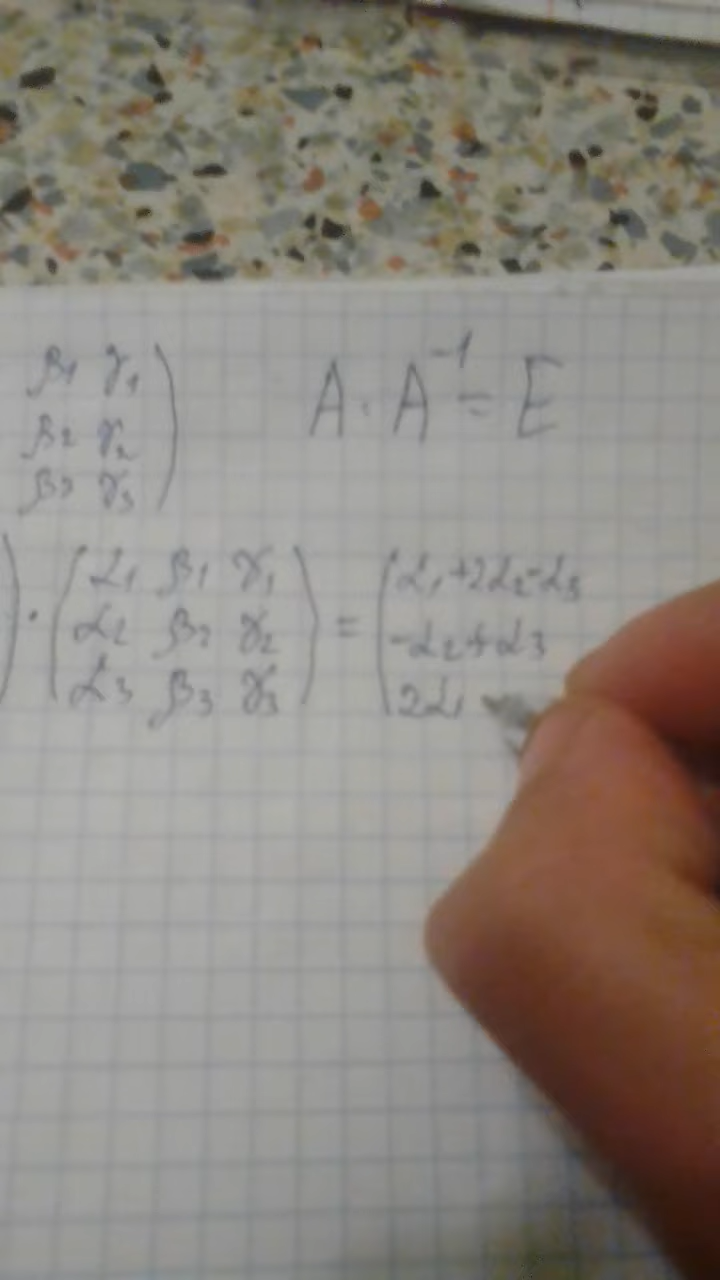 β₁ γ₁
β₂ γ₂
β₃ γ₃ )
A · A⁻¹ = E
) · ( α₁ β₁ γ₁
α₂ β₂ γ₂
α₃ β₃ γ₃ ) = ( α₁+2α₂-α₃
-α₂+α₃
2α₁